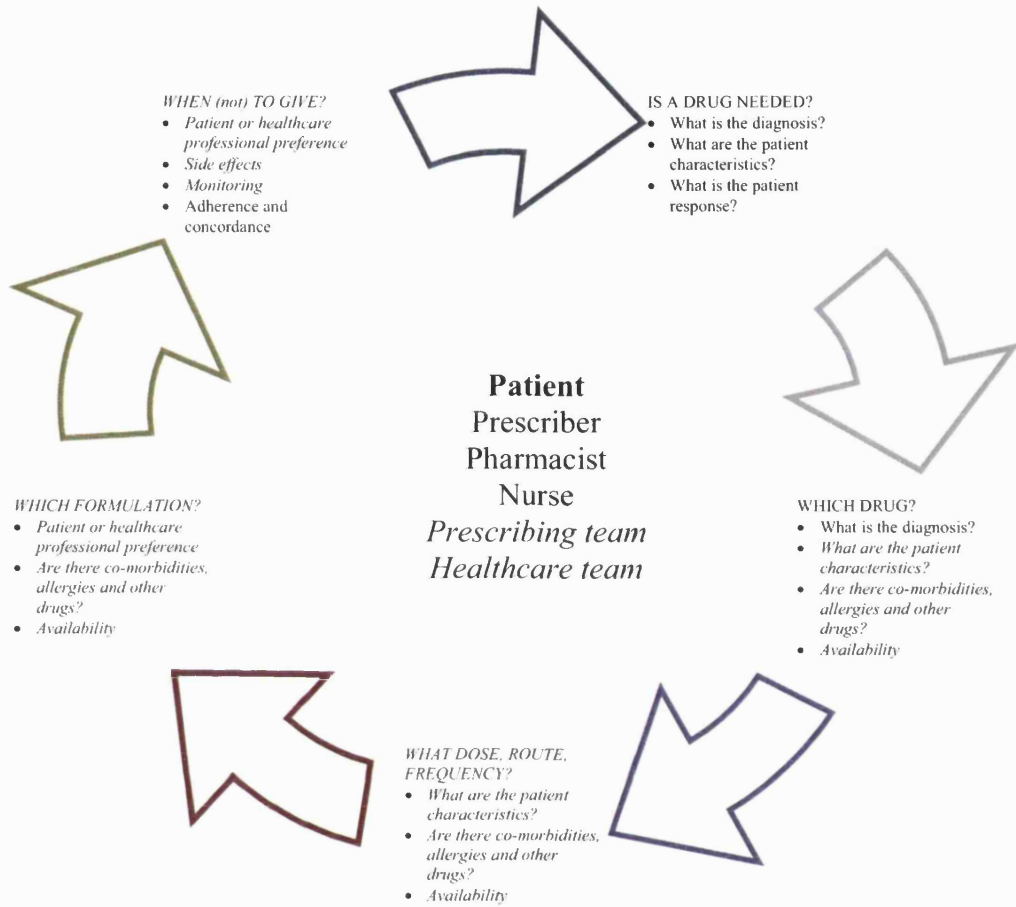 WHEN (not) TO GIVE?
• Patient or healthcare
professional preference
• Side effects
• Monitoring
• Adherence and
concordance
IS A DRUG NEEDED?
• What is the diagnosis?
• What are the patient
characteristics?
• What is the patient
response?
Patient
Prescriber
Pharmacist
Nurse
Prescribing team
Healthcare team
WHICH FORMULATION?
• Patient or healthcare
professional preference
• Are there co-morbidities,
allergies and other
drugs?
• Availability
WHICH DRUG?
• What is the diagnosis?
• What are the patient
characteristics?
• Are there co-morbidities,
allergies and other
drugs?
• Availability
WHAT DOSE, ROUTE,
FREQUENCY?
• What are the patient
characteristics?
• Are there co-morbidities,
allergies and other
drugs?
• Availability